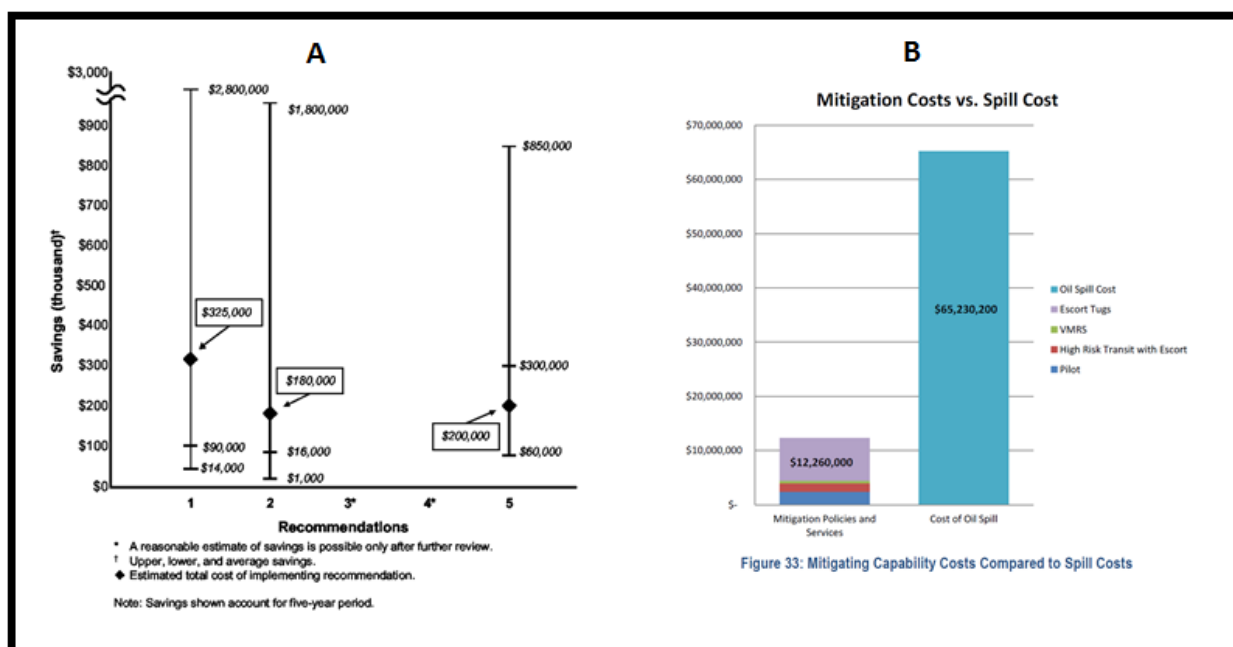 A
$3,000
$2,800,000
$1,800,000
$900
$850,000
$800
$700
$600
$500
$400
$325,000
$300
$300,000
$200
$180,000
$200,000
$100
$90,000
$16,000
$60,000
$14,000
$1,000
$0
Savings (thousand)†
1 2 3* 4* 5
Recommendations
* A reasonable estimate of savings is possible only after further review.
† Upper, lower, and average savings.
◆ Estimated total cost of implementing recommendation.
Note: Savings shown account for five-year period.
B
Mitigation Costs vs. Spill Cost
$70,000,000
$60,000,000
$50,000,000
$40,000,000
$30,000,000
$20,000,000
$10,000,000
$-
$65,230,200
$12,260,000
Oil Spill Cost
Escort Tugs
VMRS
High Risk Transit with Escort
Pilot
Mitigation Policies and
Services
Cost of Oil Spill
Figure 33: Mitigating Capability Costs Compared to Spill Costs